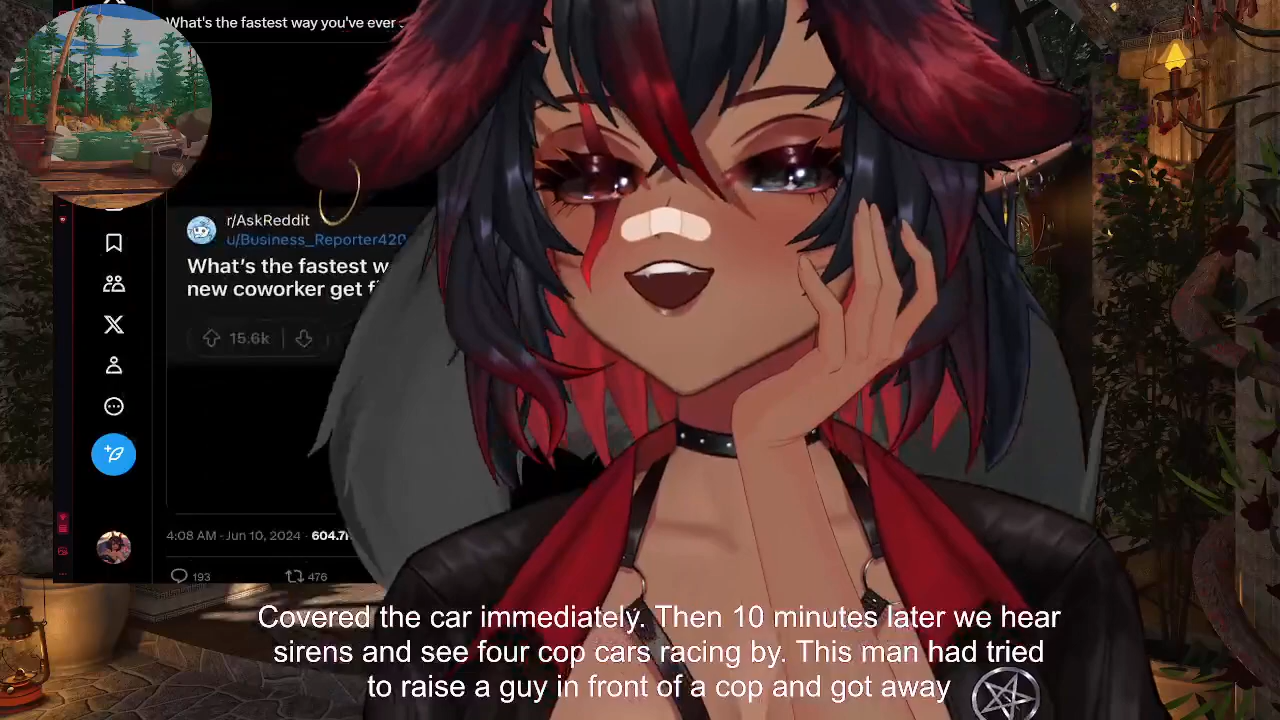 What's the fastest way you've ever
r/AskReddit
u/Business_Reporter420
What's the fastest w
new coworker get fi
15.6k
4:08 AM · Jun 10, 2024 · 604.7
193
476
Covered the car immediately. Then 10 minutes later we hear
sirens and see four cop cars racing by. This man had tried
to raise a guy in front of a cop and got away